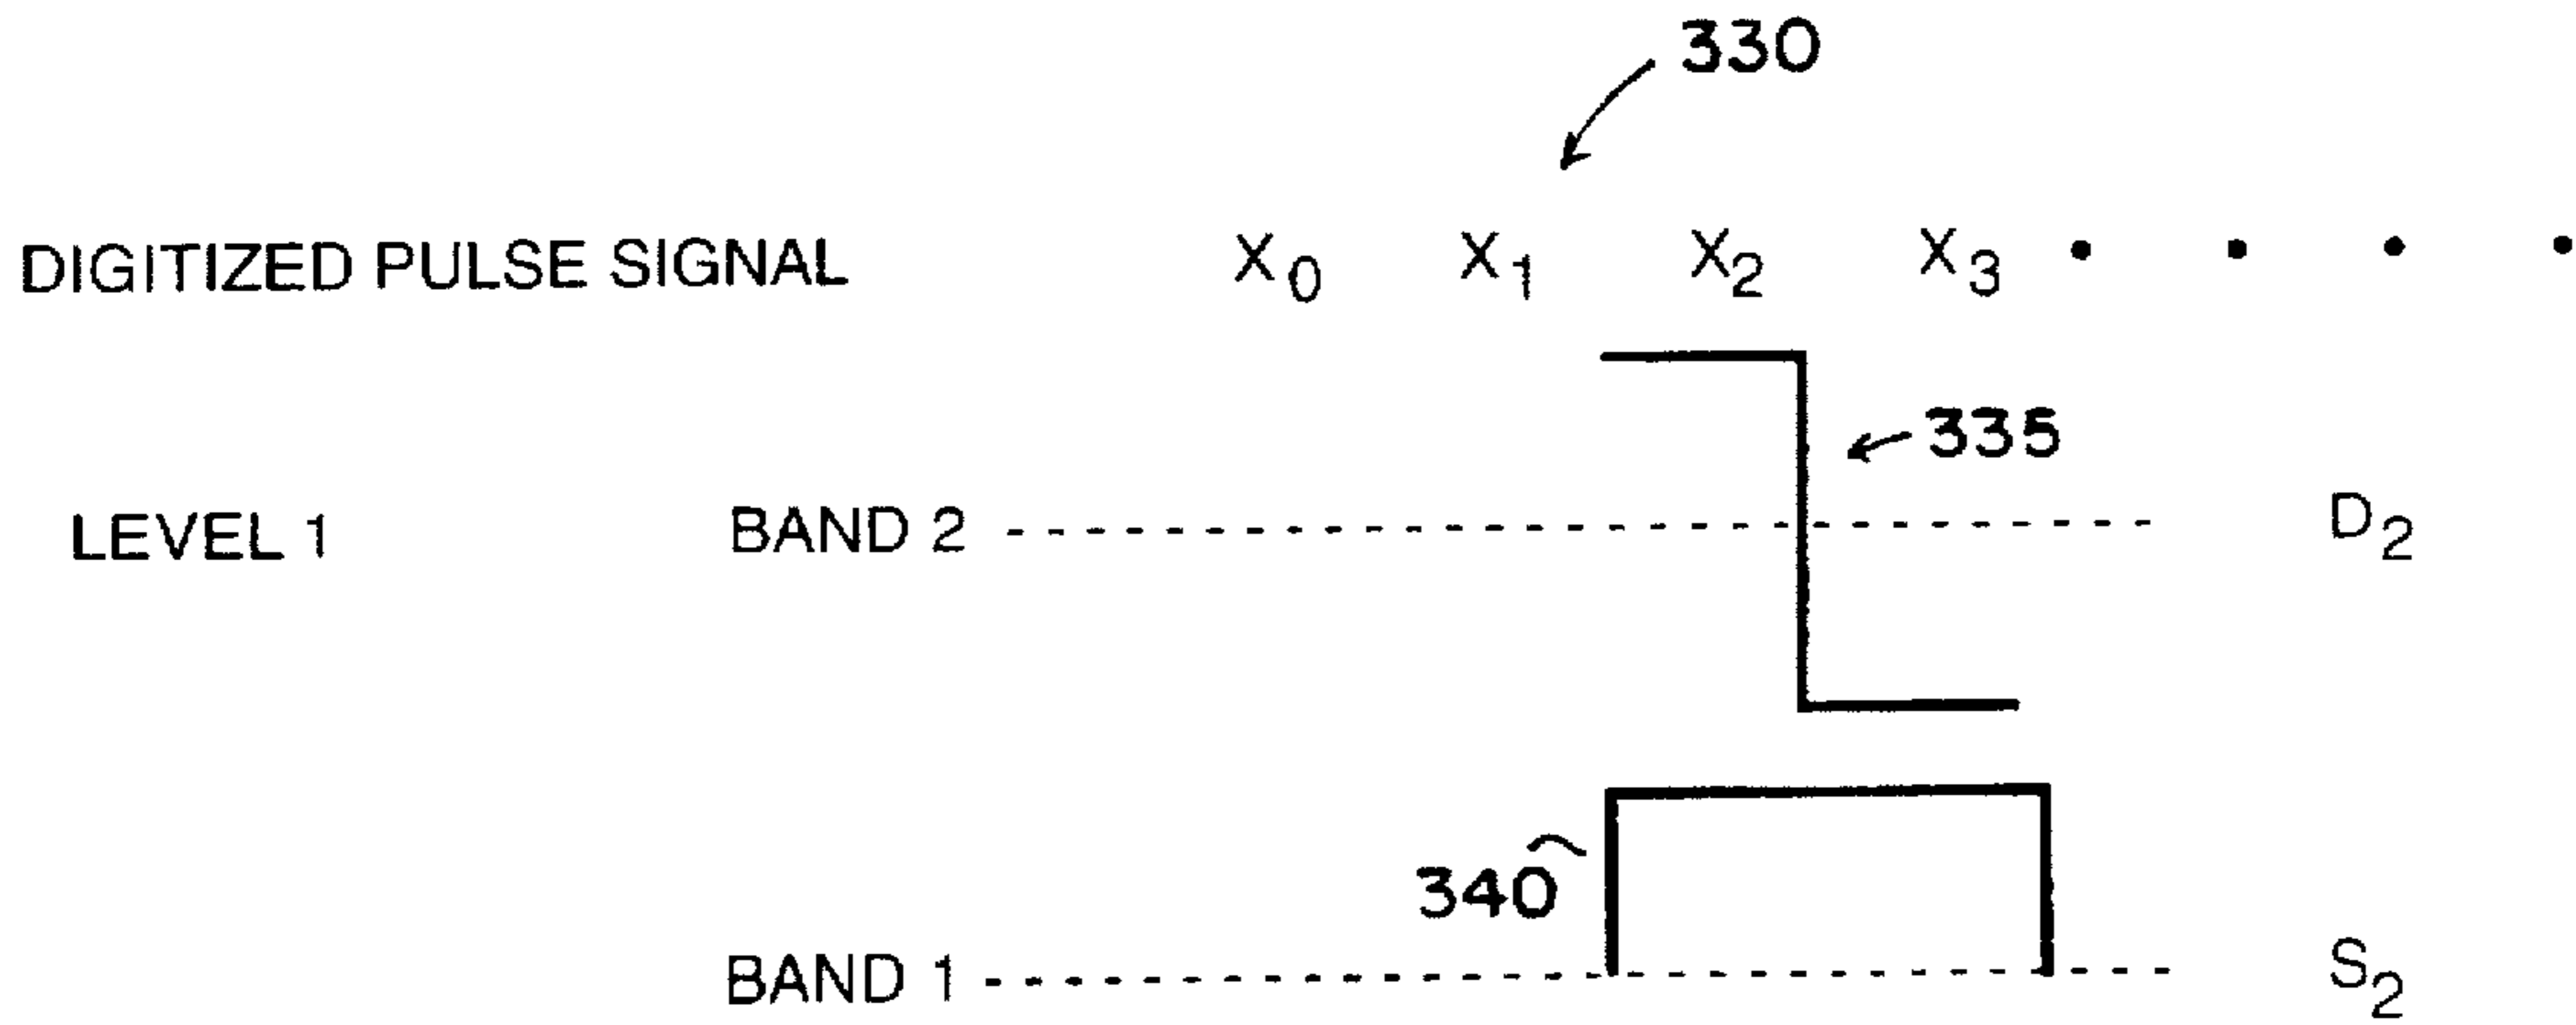 330
DIGITIZED PULSE SIGNAL X0 X1 X2 X3 • • • •
335
LEVEL 1 BAND 2 D2
340
BAND 1 S2